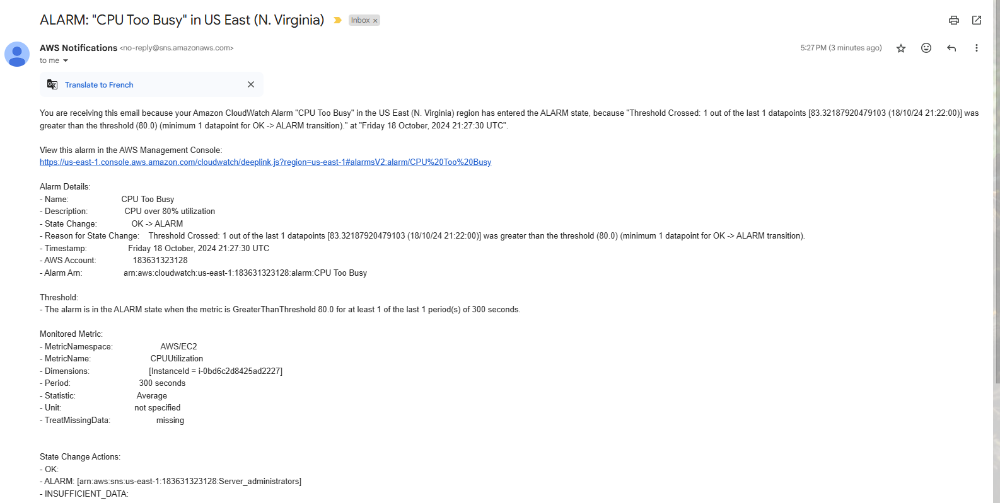 ALARM: "CPU Too Busy" in US East (N. Virginia)
Inbox ×
AWS Notifications <no-reply@sns.amazonaws.com>
5:27 PM (3 minutes ago)
to me
Translate to French
You are receiving this email because your Amazon CloudWatch Alarm "CPU Too Busy" in the US East (N. Virginia) region has entered the ALARM state, because "Threshold Crossed: 1 out of the last 1 datapoints [83.32187920479103 (18/10/24 21:22:00)] was
greater than the threshold (80.0) (minimum 1 datapoint for OK -> ALARM transition)." at "Friday 18 October, 2024 21:27:30 UTC".
View this alarm in the AWS Management Console:
https://us-east-1.console.aws.amazon.com/cloudwatch/deeplink.js?region=us-east-1#alarmsV2:alarm/CPU%20Too%20Busy
Alarm Details:
- Name: CPU Too Busy
- Description: CPU over 80% utilization
- State Change: OK -> ALARM
- Reason for State Change: Threshold Crossed: 1 out of the last 1 datapoints [83.32187920479103 (18/10/24 21:22:00)] was greater than the threshold (80.0) (minimum 1 datapoint for OK -> ALARM transition).
- Timestamp: Friday 18 October, 2024 21:27:30 UTC
- AWS Account: 183631323128
- Alarm Arn: arn:aws:cloudwatch:us-east-1:183631323128:alarm:CPU Too Busy
Threshold:
- The alarm is in the ALARM state when the metric is GreaterThanThreshold 80.0 for at least 1 of the last 1 period(s) of 300 seconds.
Monitored Metric:
- MetricNamespace: AWS/EC2
- MetricName: CPUUtilization
- Dimensions: [InstanceId = i-0bd6c2d8425ad2227]
- Period: 300 seconds
- Statistic: Average
- Unit: not specified
- TreatMissingData: missing
State Change Actions:
- OK:
- ALARM: [arn:aws:sns:us-east-1:183631323128:Server_administrators]
- INSUFFICIENT_DATA: